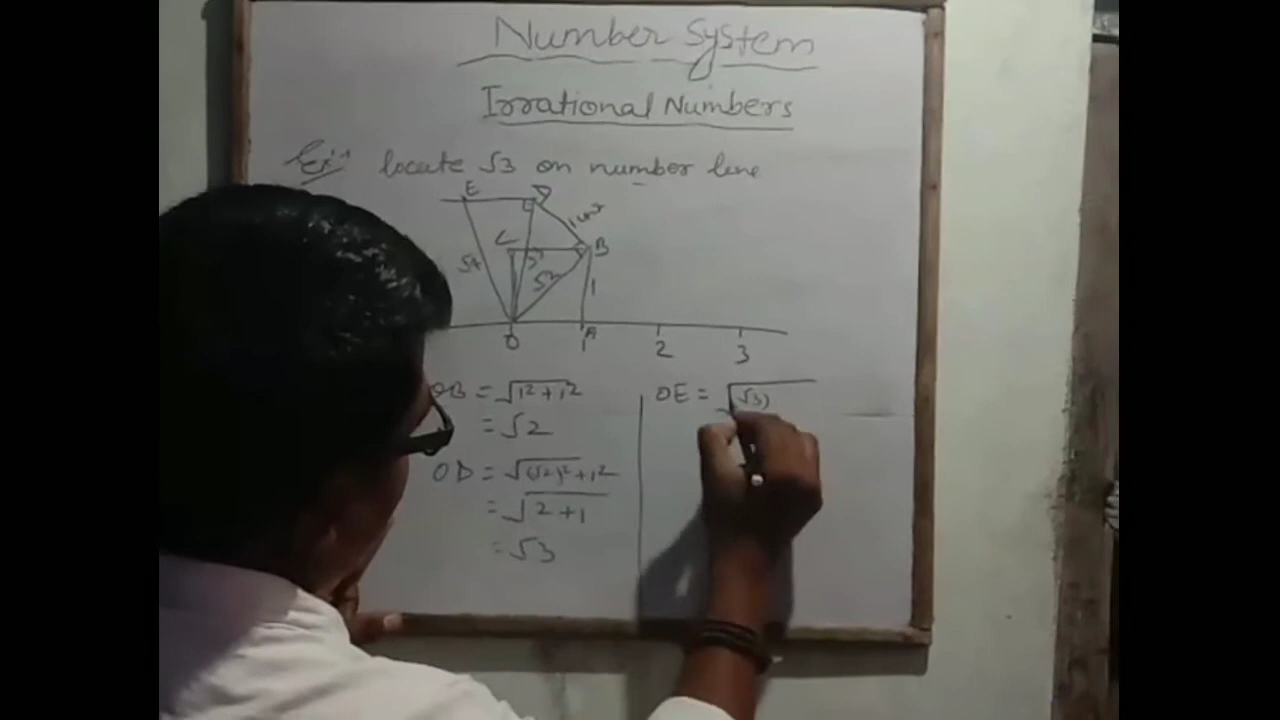 Number System
Irrational Numbers
Ex:- locate √3 on number line
E D
1 unit
C B
√4 √3 √2 1
A
0 1 2 3
OB = √1² + 1²
= √2
OD = √(√2)² + 1²
= √2 + 1
= √3
OE = √(√3)